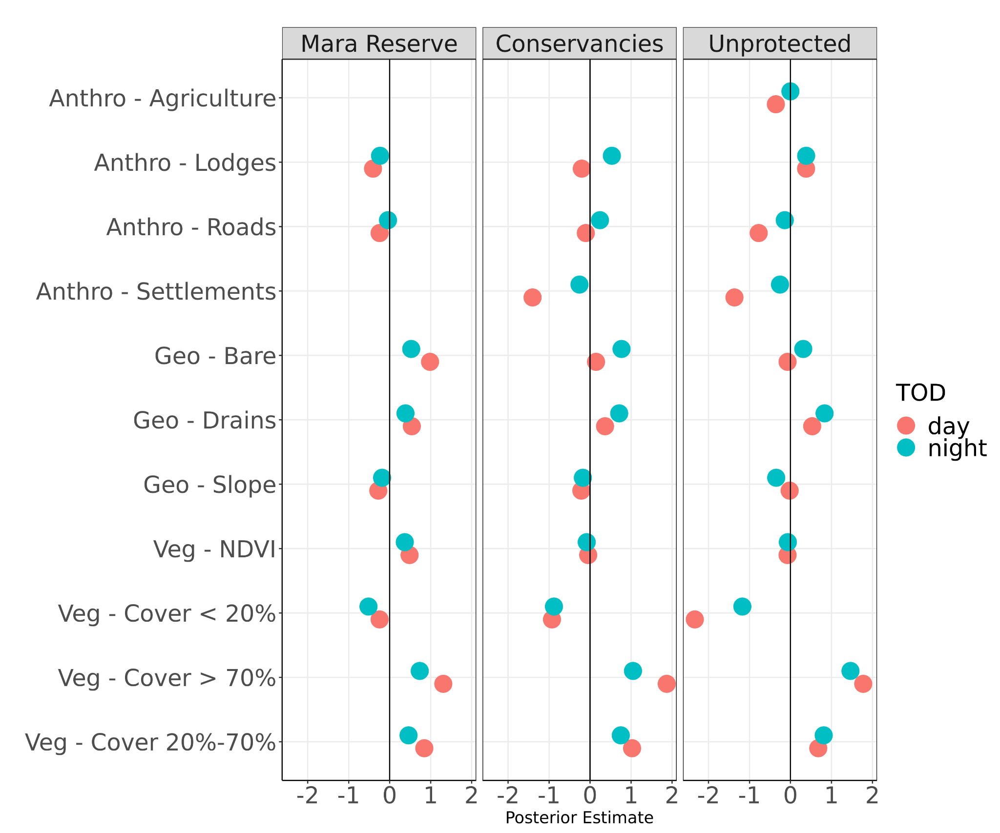 Mara Reserve Conservancies Unprotected
Anthro - Agriculture
Anthro - Lodges
Anthro - Roads
Anthro - Settlements
Geo - Bare
Geo - Drains
Geo - Slope
Veg - NDVI
Veg - Cover < 20%
Veg - Cover > 70%
Veg - Cover 20%-70%
-2 -1 0 1 2 -2 -1 0 1 2 -2 -1 0 1 2
Posterior Estimate
TOD
day
night